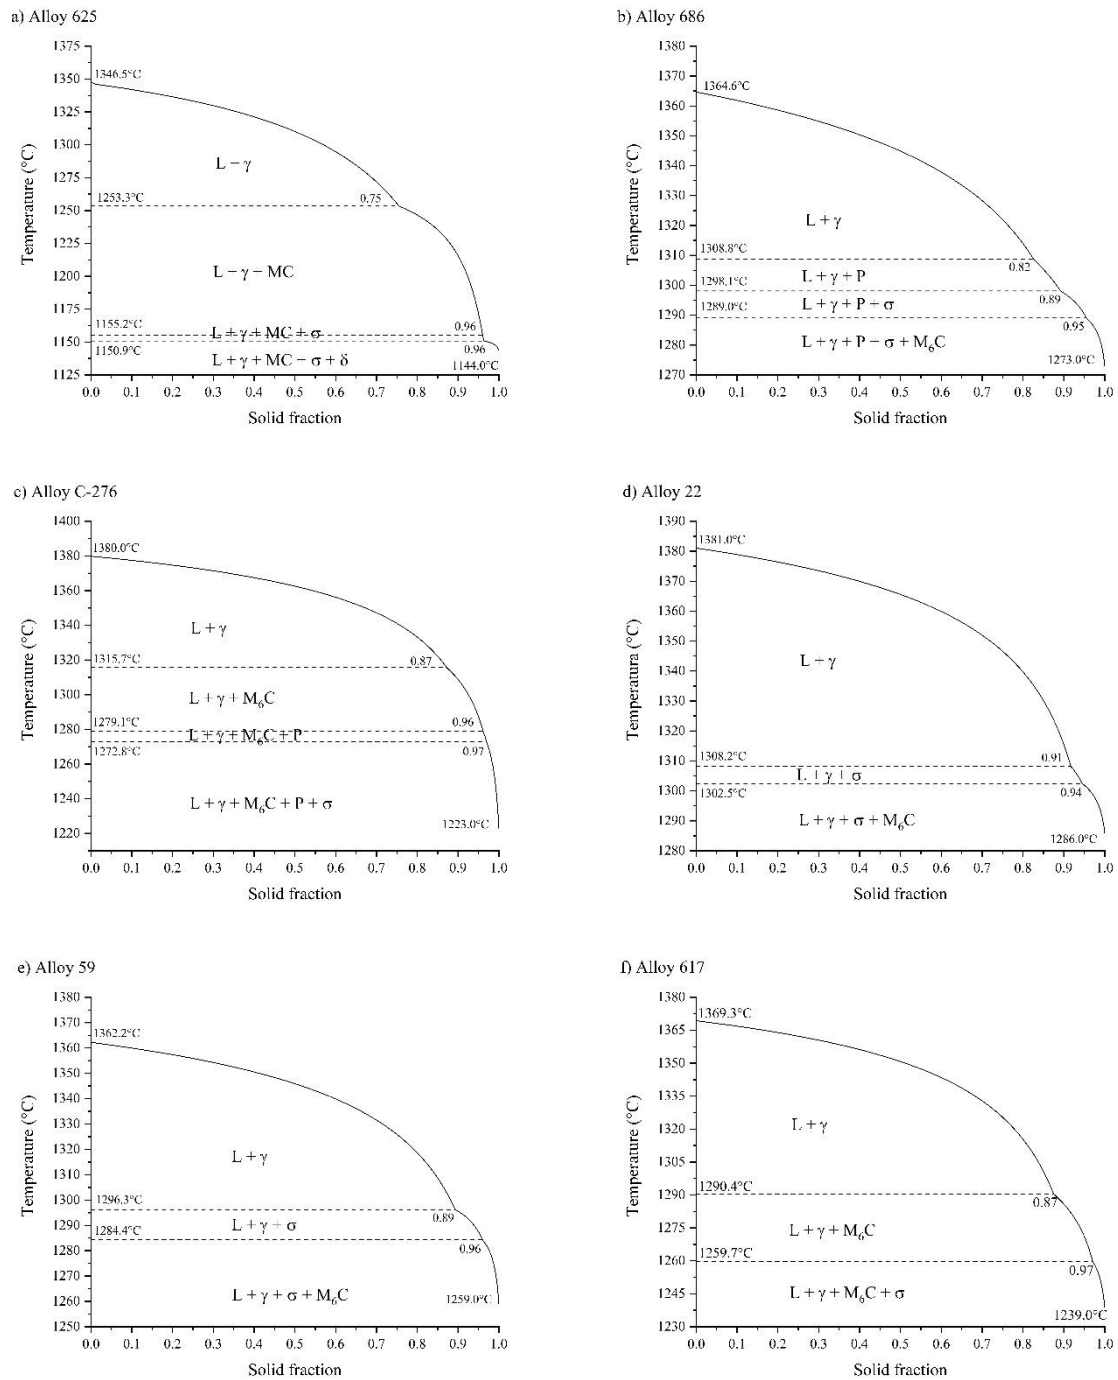 a) Alloy 625
1375
1350
1325
1300
1275
1250
1225
1200
1175
1150
1125
Temperature (°C)
1346.5°C
L − γ
1253.3°C
0.75
L − γ − MC
1155.2°C
0.96
L + γ + MC + σ
1150.9°C
0.96
L + γ + MC − σ + δ
1144.0°C
0.0 0.1 0.2 0.3 0.4 0.5 0.6 0.7 0.8 0.9 1.0
Solid fraction
b) Alloy 686
1380
1370
1360
1350
1340
1330
1320
1310
1300
1290
1280
1270
Temperature (°C)
1364.6°C
L + γ
1308.8°C
0.82
L + γ + P
1298.1°C
0.89
L + γ + P + σ
1289.0°C
0.95
L + γ + P − σ + M₆C
1273.0°C
0.0 0.1 0.2 0.3 0.4 0.5 0.6 0.7 0.8 0.9 1.0
Solid fraction
c) Alloy C-276
1400
1380
1360
1340
1320
1300
1280
1260
1240
1220
Temperature (°C)
1380.0°C
L + γ
1315.7°C
0.87
L + γ + M₆C
1279.1°C
0.96
L + γ + M₆C + P
1272.8°C
0.97
L + γ + M₆C + P + σ
1223.0°C
0.0 0.1 0.2 0.3 0.4 0.5 0.6 0.7 0.8 0.9 1.0
Solid fraction
d) Alloy 22
1390
1380
1370
1360
1350
1340
1330
1320
1310
1300
1290
1280
Temperatura (°C)
1381.0°C
L + γ
1308.2°C
0.91
L + γ + σ
1302.5°C
0.94
L + γ + σ + M₆C
1286.0°C
0.0 0.1 0.2 0.3 0.4 0.5 0.6 0.7 0.8 0.9 1.0
Solid fraction
e) Alloy 59
1380
1370
1360
1350
1340
1330
1320
1310
1300
1290
1280
1270
1260
1250
Temperature (°C)
1362.2°C
L + γ
1296.3°C
0.89
L + γ + σ
1284.4°C
0.96
L + γ + σ + M₆C
1259.0°C
0.0 0.1 0.2 0.3 0.4 0.5 0.6 0.7 0.8 0.9 1.0
Solid fraction
f) Alloy 617
1380
1365
1350
1335
1320
1305
1290
1275
1260
1245
1230
Temperature (°C)
1369.3°C
L + γ
1290.4°C
0.87
L + γ + M₆C
1259.7°C
0.97
L + γ + M₆C + σ
1239.0°C
0.0 0.1 0.2 0.3 0.4 0.5 0.6 0.7 0.8 0.9 1.0
Solid fraction